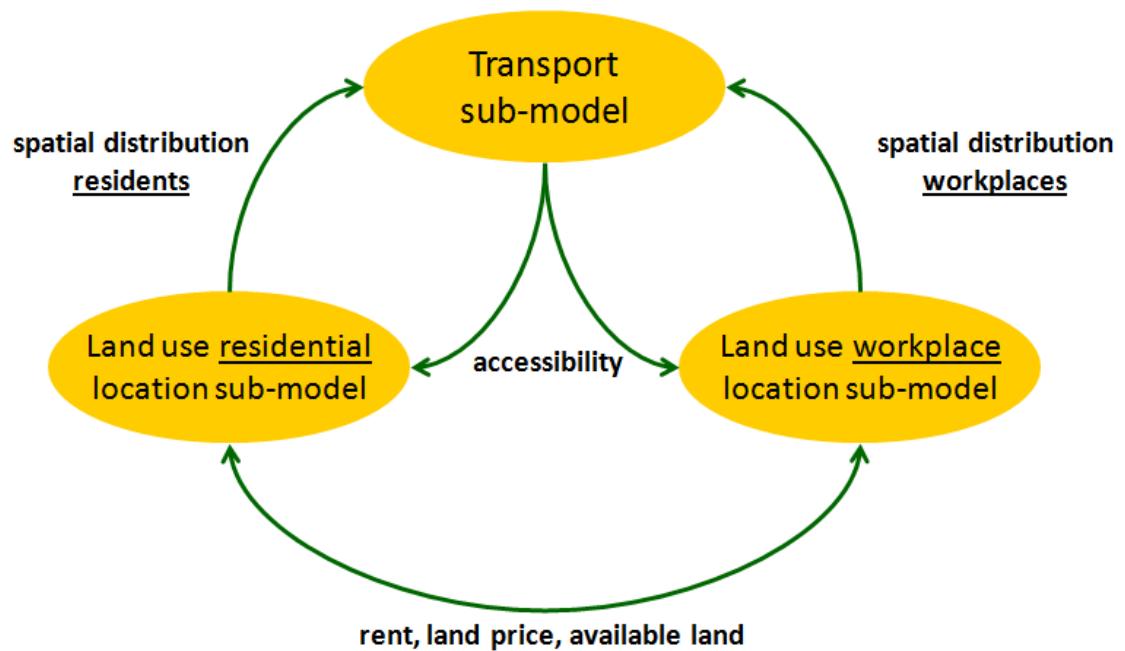 Transport
sub-model
spatial distribution
residents
spatial distribution
workplaces
Land use residential
location sub-model
accessibility
Land use workplace
location sub-model
rent, land price, available land